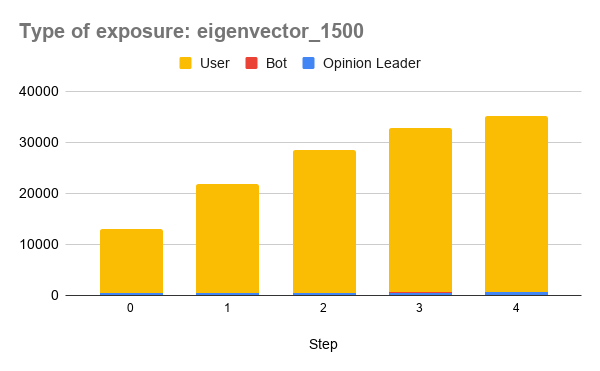 Type of exposure: eigenvector_1500
User Bot Opinion Leader
40000
30000
20000
10000
0
0 1 2 3 4
Step